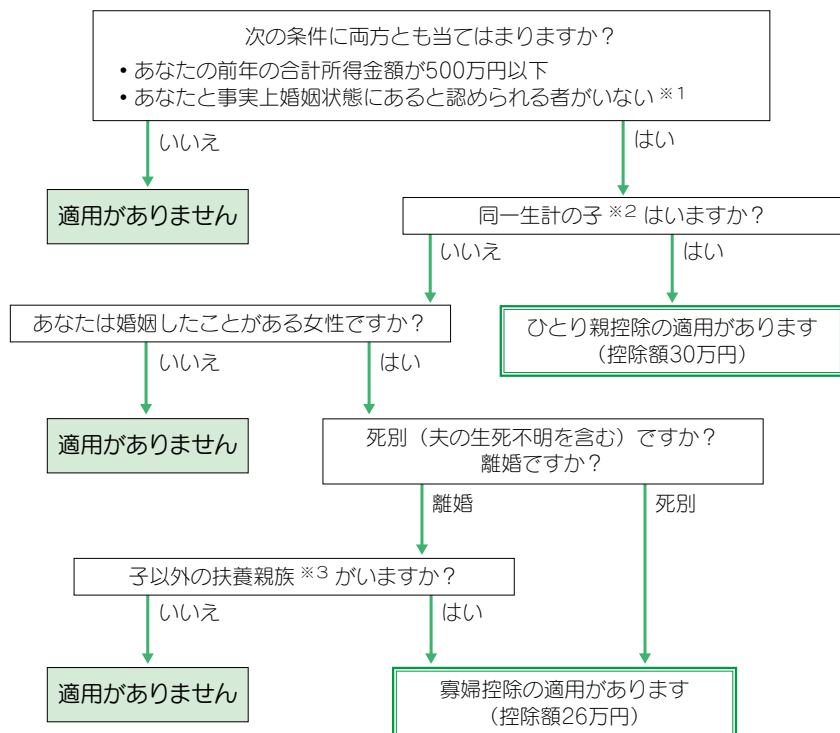 次の条件に両方とも当てはまりますか？
• あなたの前年の合計所得金額が500万円以下
• あなたと事実上婚姻状態にあると認められる者がいない ※1
いいえ
はい
適用がありません
同一生計の子 ※2 はいますか？
いいえ
はい
あなたは婚姻したことがある女性ですか？
ひとり親控除の適用があります
（控除額30万円）
いいえ
はい
適用がありません
死別（夫の生死不明を含む）ですか？
離婚ですか？
離婚
死別
子以外の扶養親族 ※3 がいますか？
いいえ
はい
適用がありません
寡婦控除の適用があります
（控除額26万円）